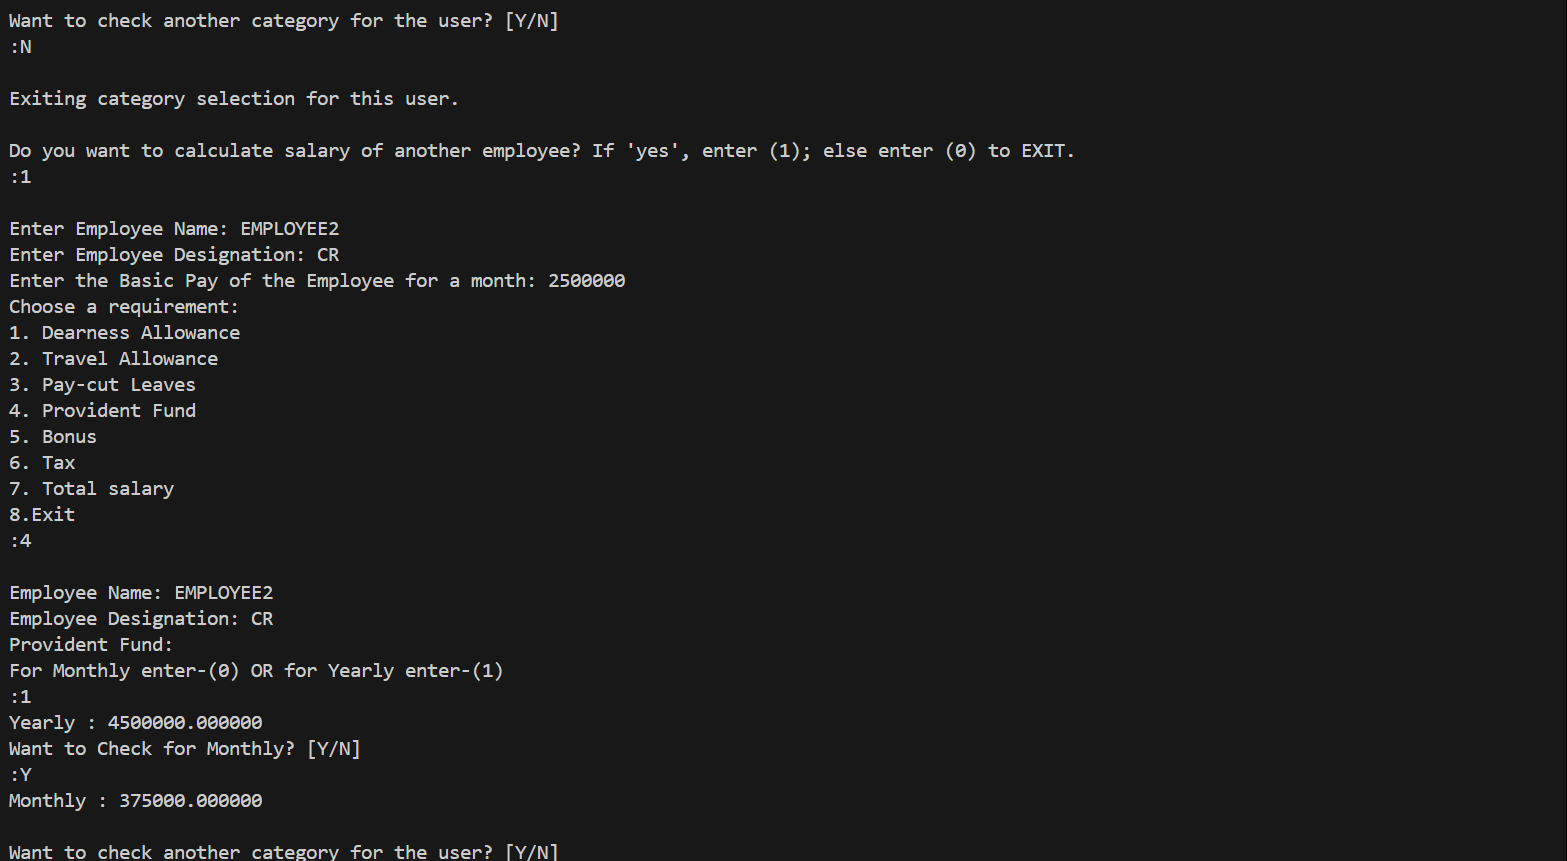 Want to check another category for the user? [Y/N]
:N
Exiting category selection for this user.
Do you want to calculate salary of another employee? If 'yes', enter (1); else enter (0) to EXIT.
:1
Enter Employee Name: EMPLOYEE2
Enter Employee Designation: CR
Enter the Basic Pay of the Employee for a month: 2500000
Choose a requirement:
1. Dearness Allowance
2. Travel Allowance
3. Pay-cut Leaves
4. Provident Fund
5. Bonus
6. Tax
7. Total salary
8.Exit
:4
Employee Name: EMPLOYEE2
Employee Designation: CR
Provident Fund:
For Monthly enter-(0) OR for Yearly enter-(1)
:1
Yearly : 4500000.000000
Want to Check for Monthly? [Y/N]
:Y
Monthly : 375000.000000
Want to check another category for the user? [Y/N]